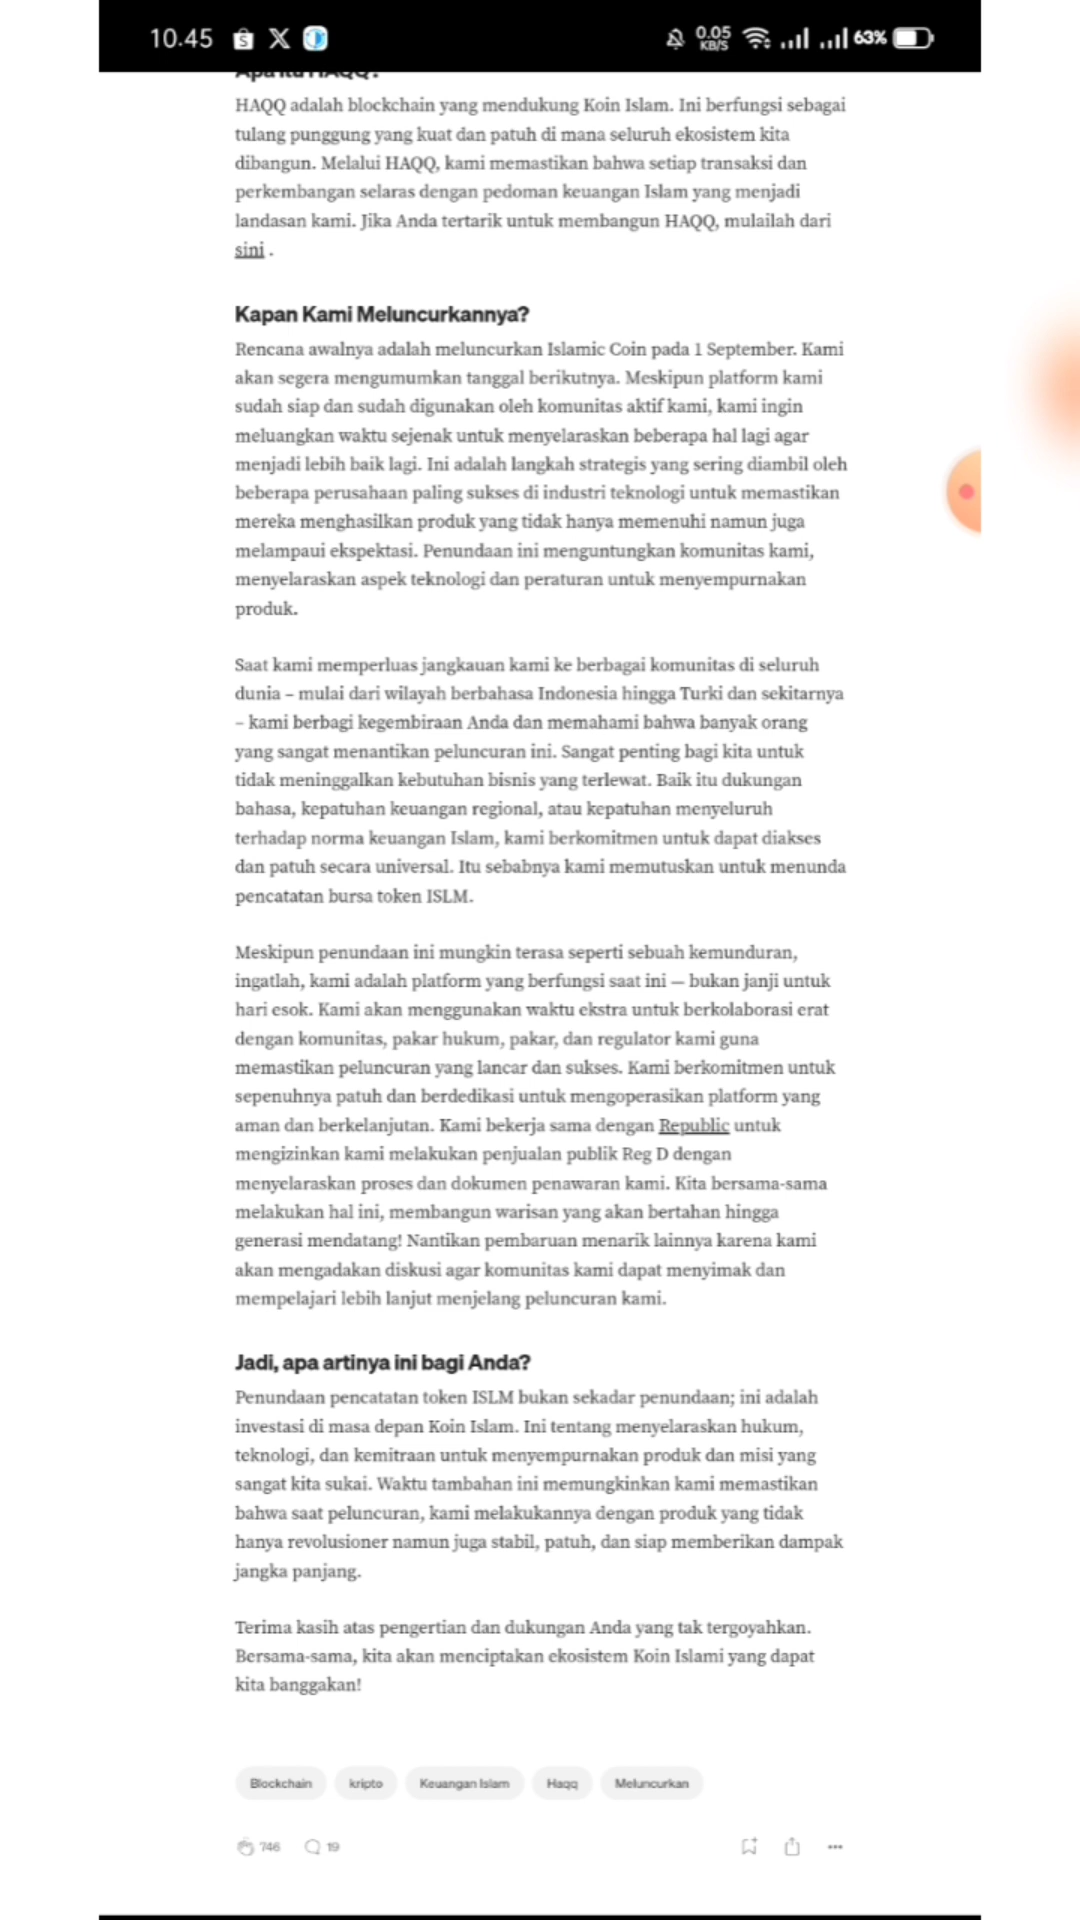 10.45
0.05
KB/S
63%
Apa itu HAQQ?
HAQQ adalah blockchain yang mendukung Koin Islam. Ini berfungsi sebagai
tulang punggung yang kuat dan patuh di mana seluruh ekosistem kita
dibangun. Melalui HAQQ, kami memastikan bahwa setiap transaksi dan
perkembangan selaras dengan pedoman keuangan Islam yang menjadi
landasan kami. Jika Anda tertarik untuk membangun HAQQ, mulailah dari
sini .
Kapan Kami Meluncurkannya?
Rencana awalnya adalah meluncurkan Islamic Coin pada 1 September. Kami
akan segera mengumumkan tanggal berikutnya. Meskipun platform kami
sudah siap dan sudah digunakan oleh komunitas aktif kami, kami ingin
meluangkan waktu sejenak untuk menyelaraskan beberapa hal lagi agar
menjadi lebih baik lagi. Ini adalah langkah strategis yang sering diambil oleh
beberapa perusahaan paling sukses di industri teknologi untuk memastikan
mereka menghasilkan produk yang tidak hanya memenuhi namun juga
melampaui ekspektasi. Penundaan ini menguntungkan komunitas kami,
menyelaraskan aspek teknologi dan peraturan untuk menyempurnakan
produk.
Saat kami memperluas jangkauan kami ke berbagai komunitas di seluruh
dunia – mulai dari wilayah berbahasa Indonesia hingga Turki dan sekitarnya
– kami berbagi kegembiraan Anda dan memahami bahwa banyak orang
yang sangat menantikan peluncuran ini. Sangat penting bagi kita untuk
tidak meninggalkan kebutuhan bisnis yang terlewat. Baik itu dukungan
bahasa, kepatuhan keuangan regional, atau kepatuhan menyeluruh
terhadap norma keuangan Islam, kami berkomitmen untuk dapat diakses
dan patuh secara universal. Itu sebabnya kami memutuskan untuk menunda
pencatatan bursa token ISLM.
Meskipun penundaan ini mungkin terasa seperti sebuah kemunduran,
ingatlah, kami adalah platform yang berfungsi saat ini — bukan janji untuk
hari esok. Kami akan menggunakan waktu ekstra untuk berkolaborasi erat
dengan komunitas, pakar hukum, pakar, dan regulator kami guna
memastikan peluncuran yang lancar dan sukses. Kami berkomitmen untuk
sepenuhnya patuh dan berdedikasi untuk mengoperasikan platform yang
aman dan berkelanjutan. Kami bekerja sama dengan Republic untuk
mengizinkan kami melakukan penjualan publik Reg D dengan
menyelaraskan proses dan dokumen penawaran kami. Kita bersama-sama
melakukan hal ini, membangun warisan yang akan bertahan hingga
generasi mendatang! Nantikan pembaruan menarik lainnya karena kami
akan mengadakan diskusi agar komunitas kami dapat menyimak dan
mempelajari lebih lanjut menjelang peluncuran kami.
Jadi, apa artinya ini bagi Anda?
Penundaan pencatatan token ISLM bukan sekadar penundaan; ini adalah
investasi di masa depan Koin Islam. Ini tentang menyelaraskan hukum,
teknologi, dan kemitraan untuk menyempurnakan produk dan misi yang
sangat kita sukai. Waktu tambahan ini memungkinkan kami memastikan
bahwa saat peluncuran, kami melakukannya dengan produk yang tidak
hanya revolusioner namun juga stabil, patuh, dan siap memberikan dampak
jangka panjang.
Terima kasih atas pengertian dan dukungan Anda yang tak tergoyahkan.
Bersama-sama, kita akan menciptakan ekosistem Koin Islami yang dapat
kita banggakan!
Blockchain kripto Keuangan Islam Haqq Meluncurkan
746 19